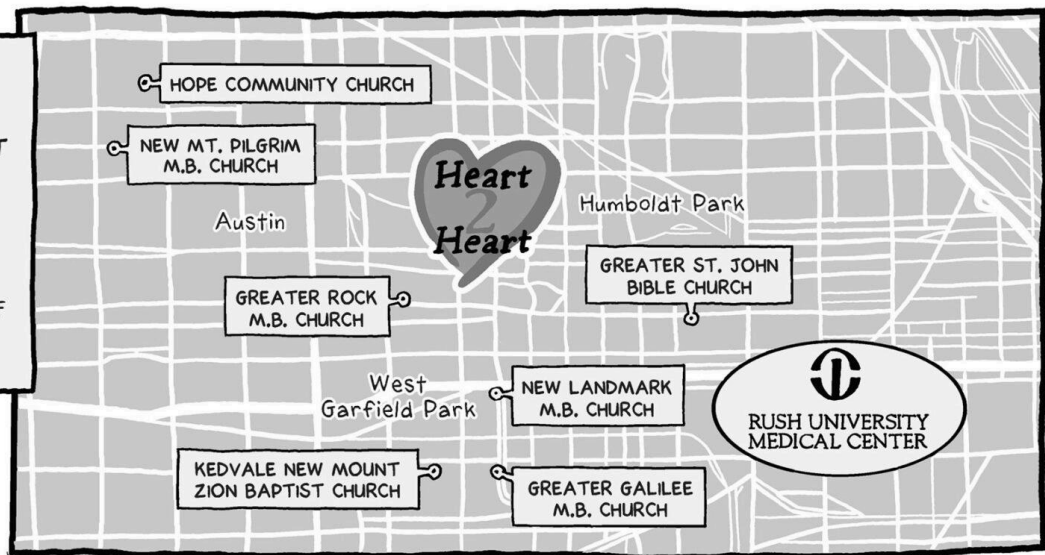 HOPE COMMUNITY CHURCH
NEW MT. PILGRIM
M.B. CHURCH
Heart
2
Heart
Humboldt Park
Austin
GREATER ST. JOHN
BIBLE CHURCH
GREATER ROCK
M.B. CHURCH
West
Garfield Park
NEW LANDMARK
M.B. CHURCH
RUSH UNIVERSITY
MEDICAL CENTER
KEDVALE NEW MOUNT
ZION BAPTIST CHURCH
GREATER GALILEE
M.B. CHURCH